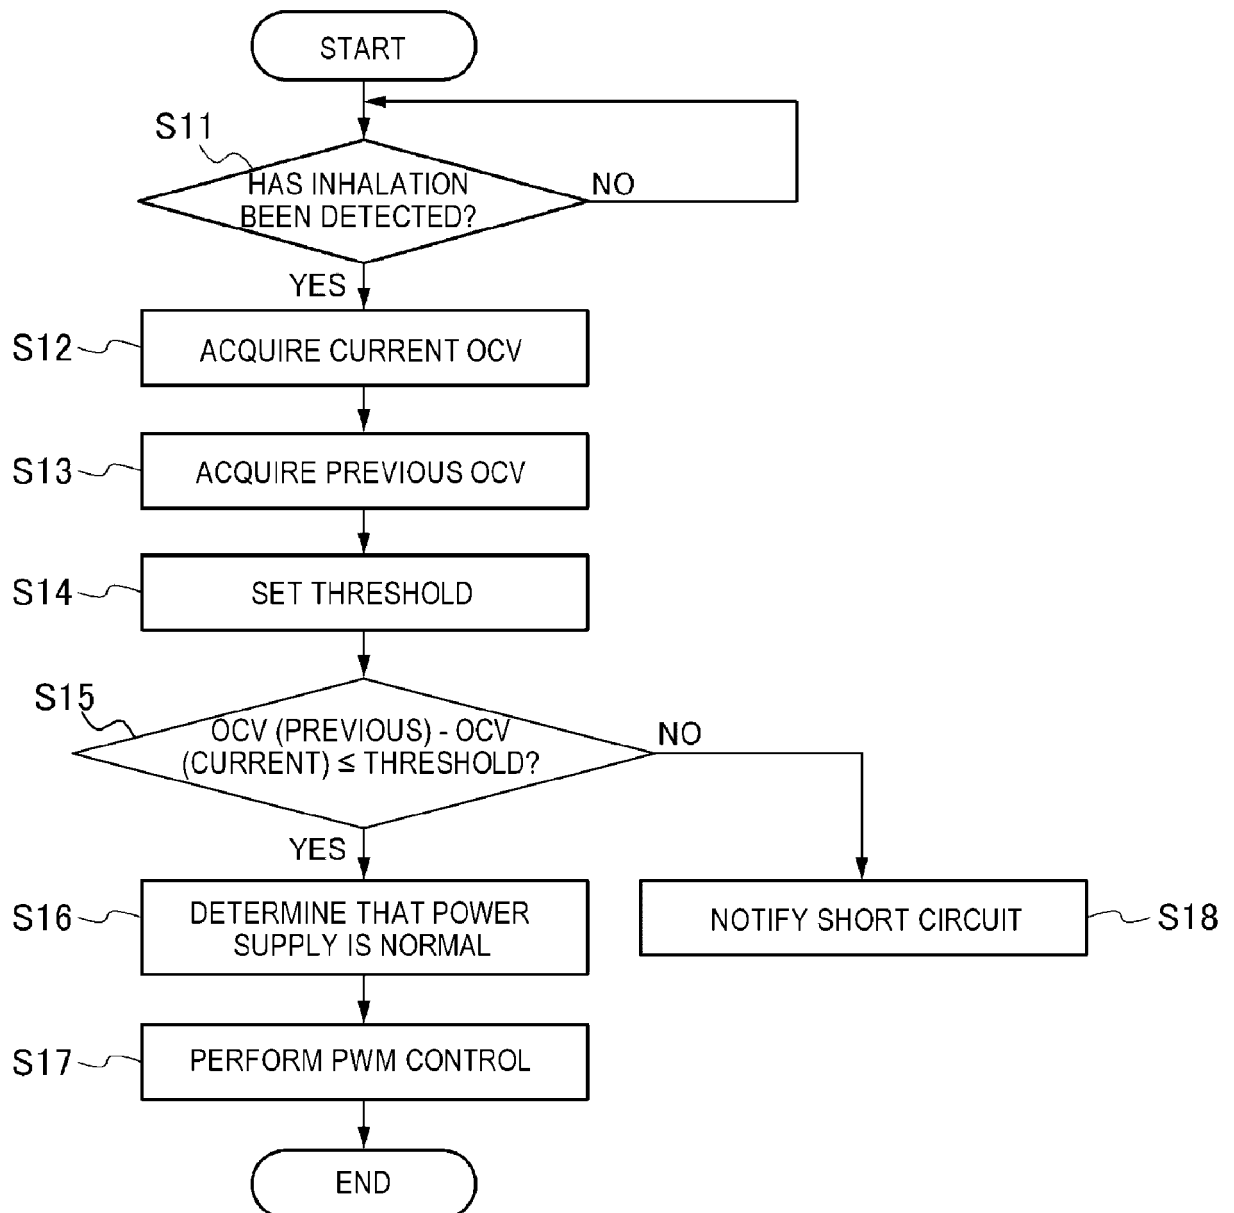 START
S11
HAS INHALATION
BEEN DETECTED?
NO
YES
S12
ACQUIRE CURRENT OCV
S13
ACQUIRE PREVIOUS OCV
S14
SET THRESHOLD
S15
OCV (PREVIOUS) - OCV
(CURRENT) ≤ THRESHOLD?
NO
YES
S16
DETERMINE THAT POWER
SUPPLY IS NORMAL
NOTIFY SHORT CIRCUIT
S18
S17
PERFORM PWM CONTROL
END